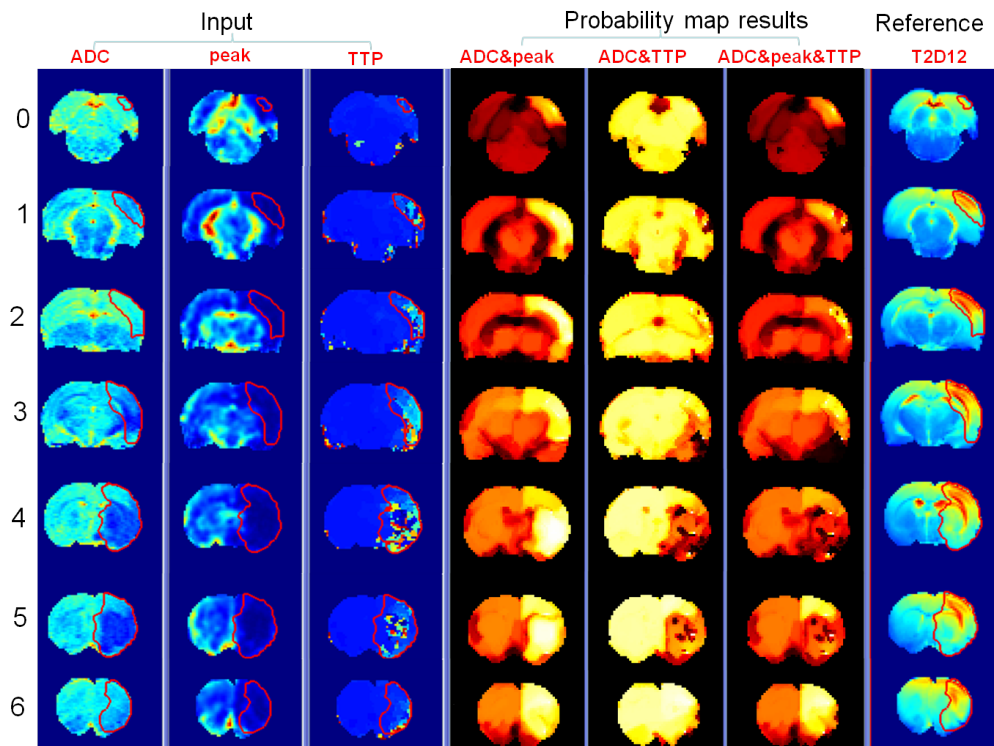 Input
Probability map results
Reference
ADC
peak
TTP
ADC&peak
ADC&TTP
ADC&peak&TTP
T2D12
0
1
2
3
4
5
6